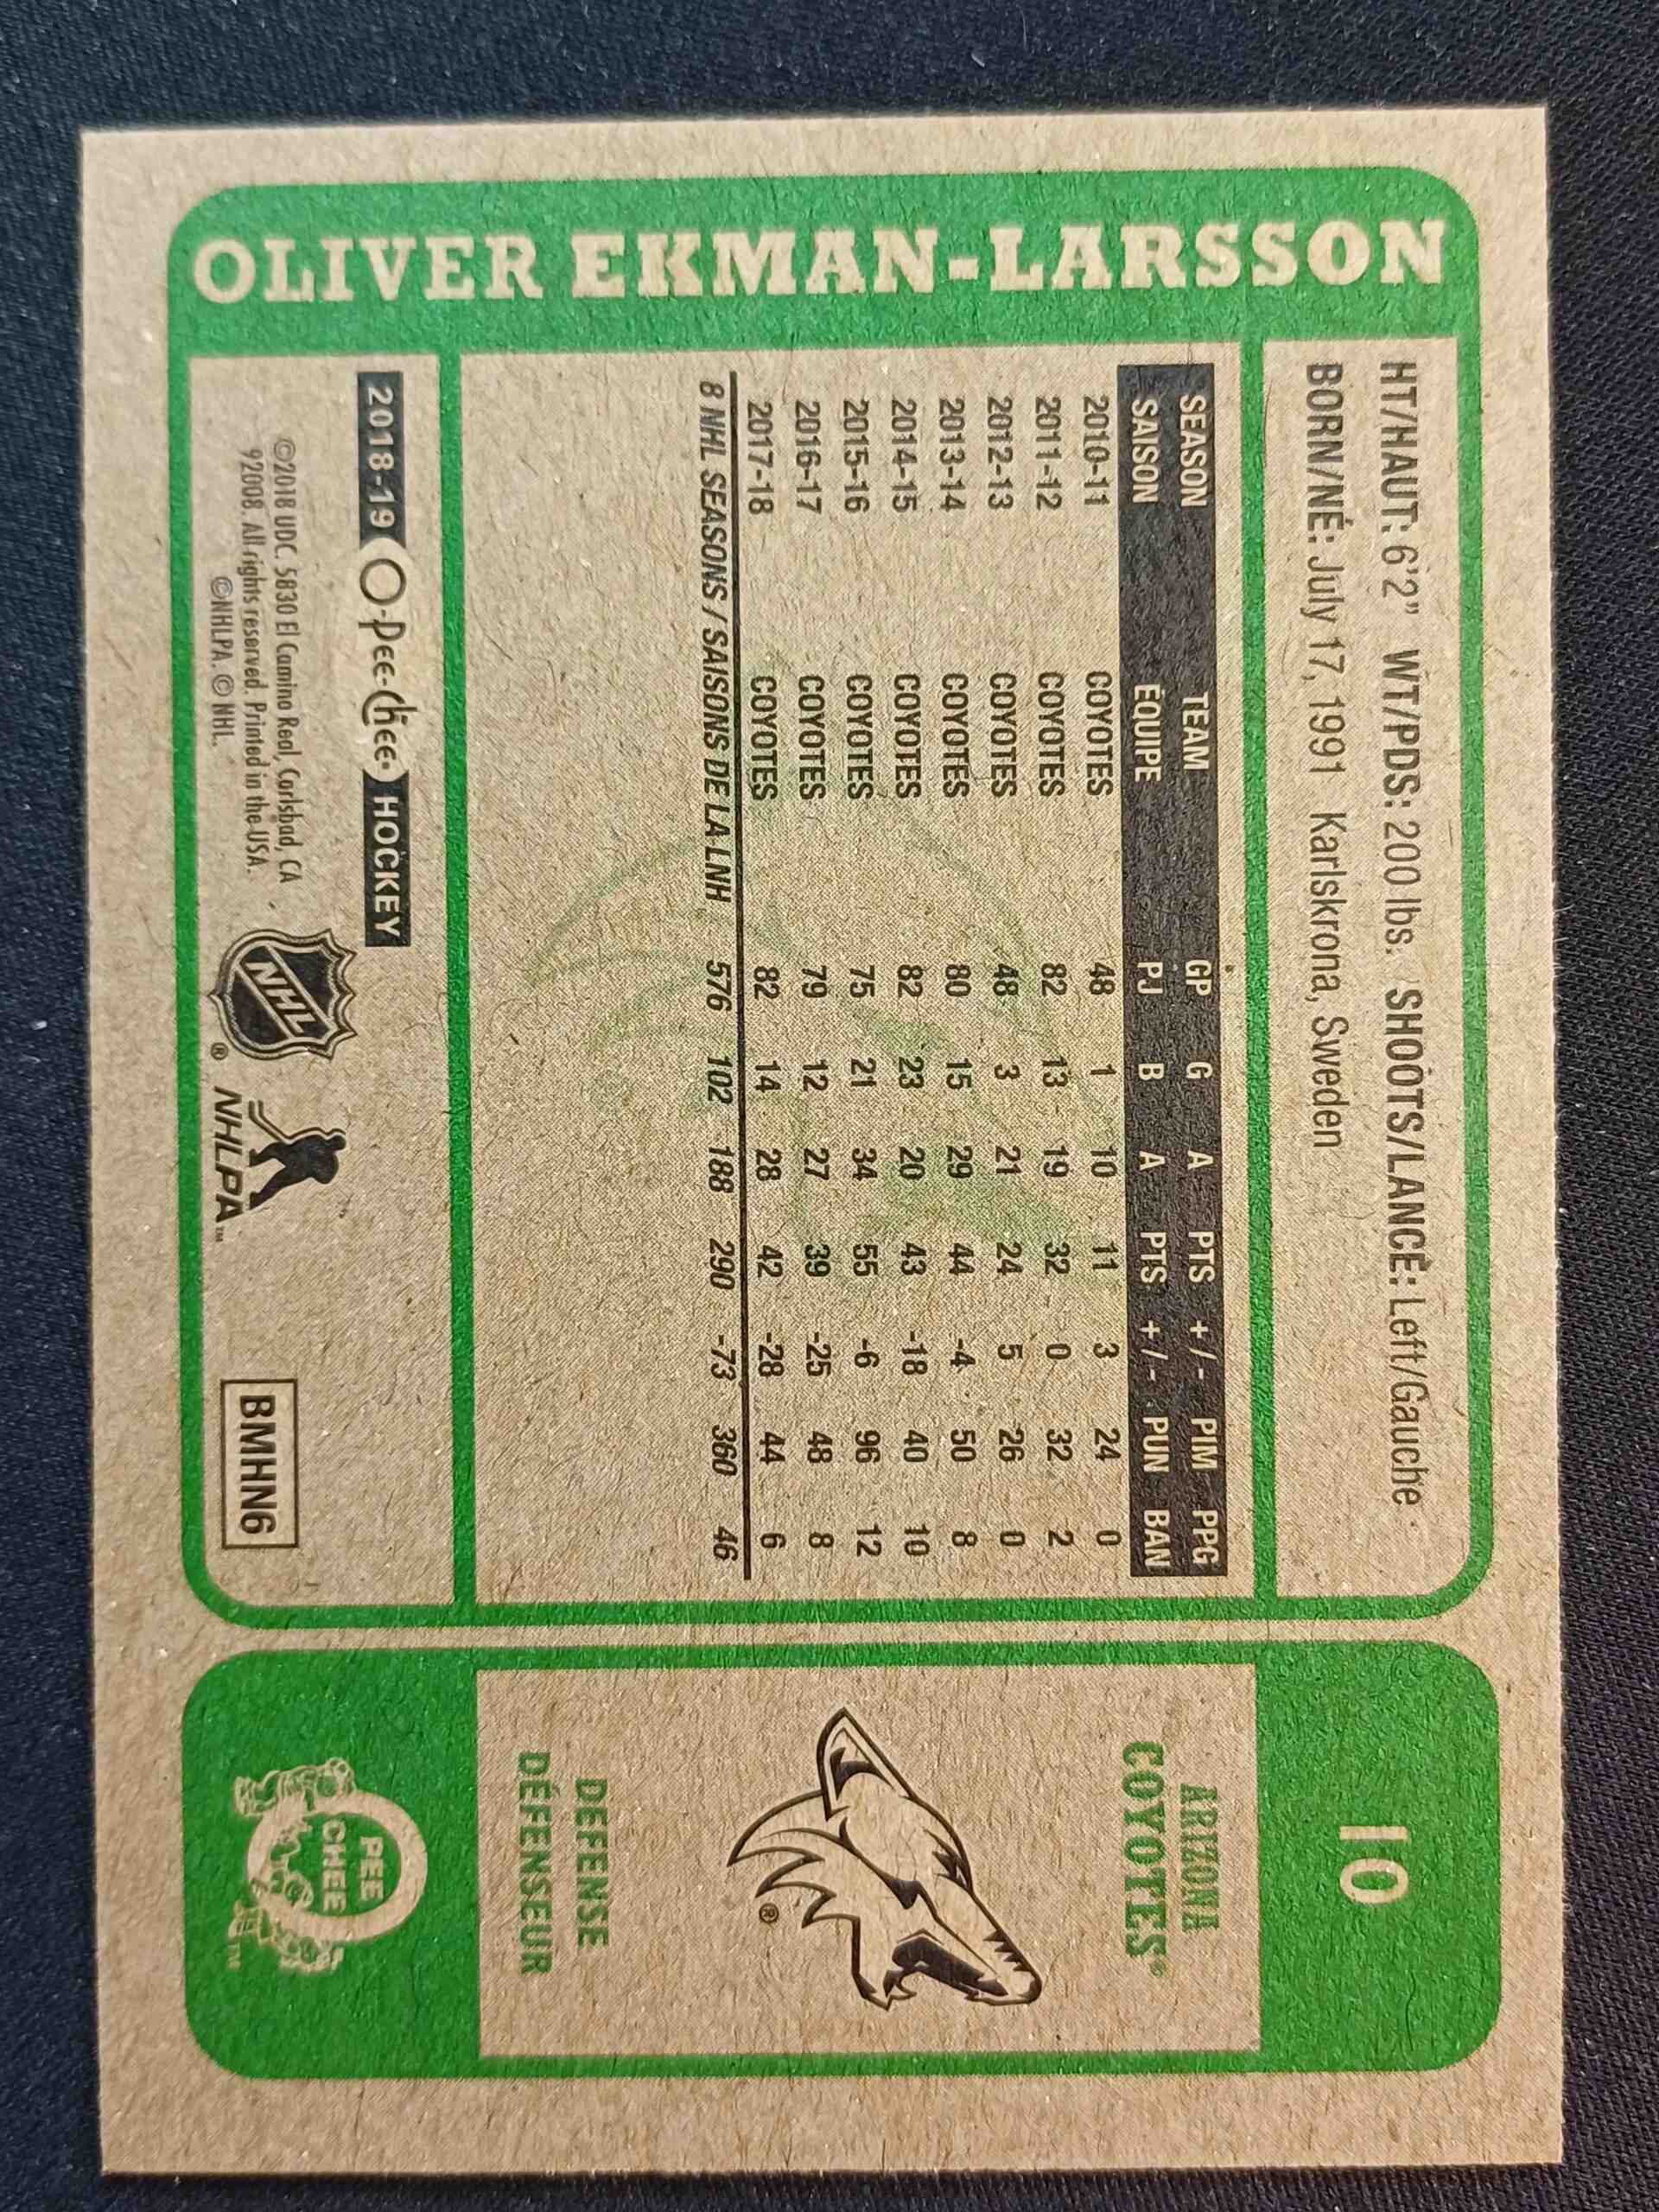 OLIVER EKMAN-LARSSON
HT/HAUT: 6'2" WT/PDS: 200 lbs. SHOOTS/LANCE: Left/Gauche
BORN/NÉ: July 17, 1991 Karlskrona, Sweden
SEASON TEAM GP G A PTS +/- PIM PPG
SAISON ÉQUIPE PJ B A PTS +/- PUN BAN
2010-11 COYOTES 48 1 10 11 3 24 0
2011-12 COYOTES 82 13 19 32 0 32 2
2012-13 COYOTES 48 3 21 24 5 26 0
2013-14 COYOTES 80 15 29 44 -4 50 8
2014-15 COYOTES 82 23 20 43 -18 40 10
2015-16 COYOTES 75 21 34 55 -6 96 12
2016-17 COYOTES 79 12 27 39 -25 48 8
2017-18 COYOTES 82 14 28 42 -28 44 6
8 NHL SEASONS / SAISONS DE LA LNH 576 102 188 290 -73 360 46
2018-19 O-Pee-Chee HOCKEY
©2018 UDC. 5830 El Camino Real, Carlsbad, CA
92008. All rights reserved. Printed in the USA.
©NHLPA. © NHL.
NHL®
NHLPA™
BMHN6
10
ARIZONA
COYOTES®
®
DEFENSE
DÉFENSEUR
PEE
CHEE
™